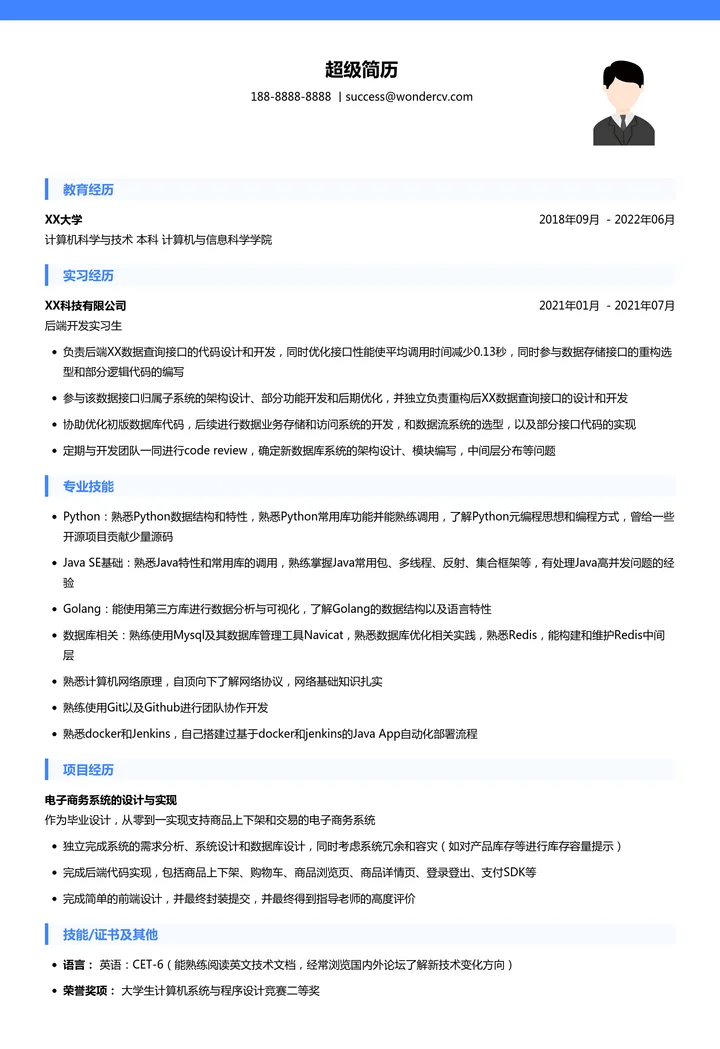 超级简历
188-8888-8888 | success@wondercv.com
教育经历
XX大学 2018年09月 - 2022年06月
计算机科学与技术 本科 计算机与信息科学学院
实习经历
XX科技有限公司 2021年01月 - 2021年07月
后端开发实习生
• 负责后端XX数据查询接口的代码设计和开发，同时优化接口性能使平均调用时间减少0.13秒，同时参与数据存储接口的重构选
型和部分逻辑代码的编写
• 参与该数据接口归属子系统的架构设计、部分功能开发和后期优化，并独立负责重构后XX数据查询接口的设计和开发
• 协助优化初版数据库代码，后续进行数据业务存储和访问系统的开发，和数据流系统的选型，以及部分接口代码的实现
• 定期与开发团队一同进行code review，确定新数据库系统的架构设计、模块编写，中间层分布等问题
专业技能
• Python：熟悉Python数据结构和特性，熟悉Python常用库功能并能熟练调用，了解Python元编程思想和编程方式，曾给一些
开源项目贡献少量源码
• Java SE基础：熟悉Java特性和常用库的调用，熟练掌握Java常用包、多线程、反射、集合框架等，有处理Java高并发问题的经
验
• Golang：能使用第三方库进行数据分析与可视化，了解Golang的数据结构以及语言特性
• 数据库相关：熟练使用Mysql及其数据库管理工具Navicat，熟悉数据库优化相关实践，熟悉Redis，能构建和维护Redis中间
层
• 熟悉计算机网络原理，自顶向下了解网络协议，网络基础知识扎实
• 熟练使用Git以及Github进行团队协作开发
• 熟悉docker和Jenkins，自己搭建过基于docker和jenkins的Java App自动化部署流程
项目经历
电子商务系统的设计与实现
作为毕业设计，从零到一实现支持商品上下架和交易的电子商务系统
• 独立完成系统的需求分析、系统设计和数据库设计，同时考虑系统冗余和容灾（如对产品库存等进行库存容量提示）
• 完成后端代码实现，包括商品上下架、购物车、商品浏览页、商品详情页、登录登出、支付SDK等
• 完成简单的前端设计，并最终封装提交，并最终得到指导老师的高度评价
技能/证书及其他
• 语言： 英语：CET-6（能熟练阅读英文技术文档，经常浏览国内外论坛了解新技术变化方向）
• 荣誉奖项： 大学生计算机系统与程序设计竞赛二等奖